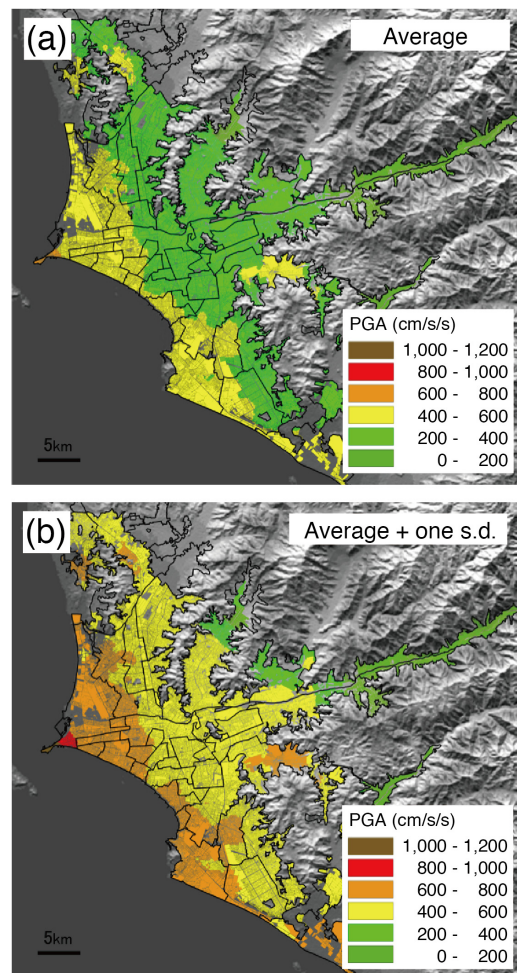 (a)
Average
PGA (cm/s/s)
1,000 - 1,200
800 - 1,000
600 - 800
400 - 600
200 - 400
0 - 200
5km
(b)
Average + one s.d.
PGA (cm/s/s)
1,000 - 1,200
800 - 1,000
600 - 800
400 - 600
200 - 400
0 - 200
5km